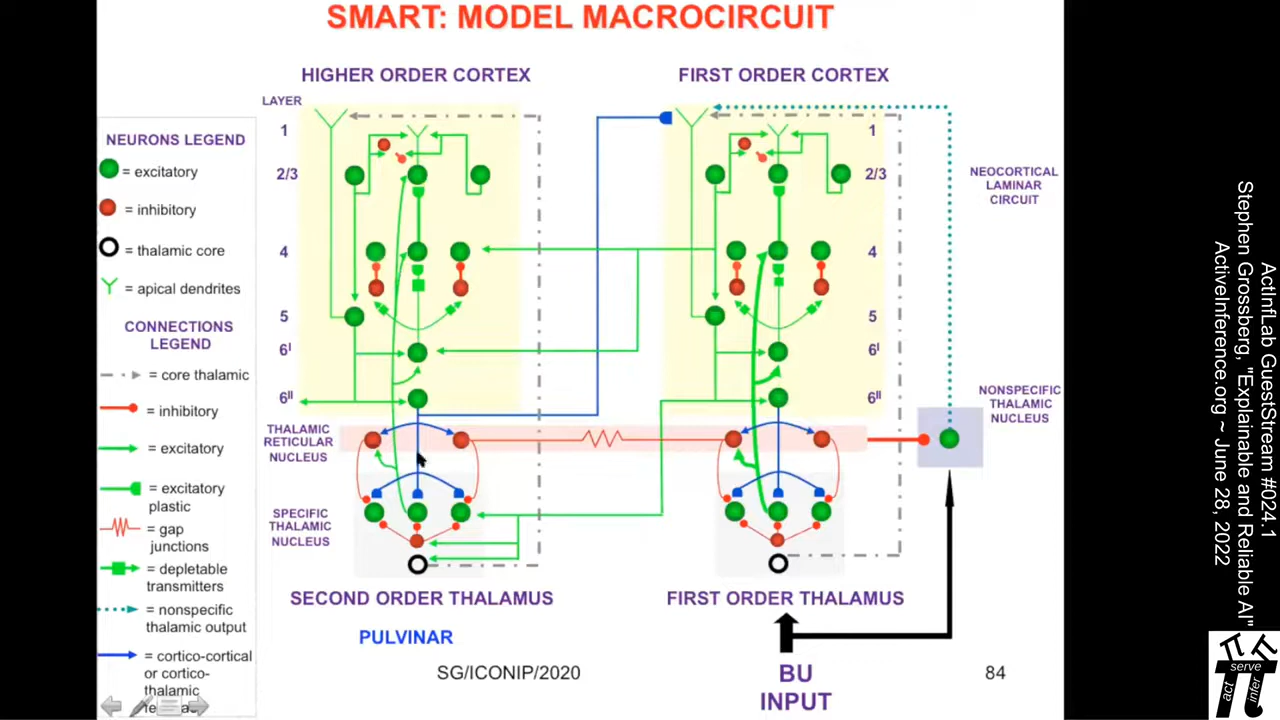 SMART: MODEL MACROCIRCUIT
HIGHER ORDER CORTEX
FIRST ORDER CORTEX
LAYER
1
2/3
4
5
6I
6II
1
2/3
4
5
6I
6II
NEURONS LEGEND
= excitatory
= inhibitory
= thalamic core
= apical dendrites
CONNECTIONS
LEGEND
= core thalamic
= inhibitory
= excitatory
= excitatory
plastic
= gap
junctions
= depletable
transmitters
= nonspecific
thalamic output
= cortico-cortical
or cortico-
thalamic
THALAMIC
RETICULAR
NUCLEUS
SPECIFIC
THALAMIC
NUCLEUS
NEOCORTICAL
LAMINAR
CIRCUIT
NONSPECIFIC
THALAMIC
NUCLEUS
SECOND ORDER THALAMUS
FIRST ORDER THALAMUS
PULVINAR
BU
INPUT
SG/ICONIP/2020
84
ActInfLab GuestStream #024.1
Stephen Grossberg, "Explainable and Reliable AI"
ActiveInference.org ~ June 28, 2022
serve
act
infer